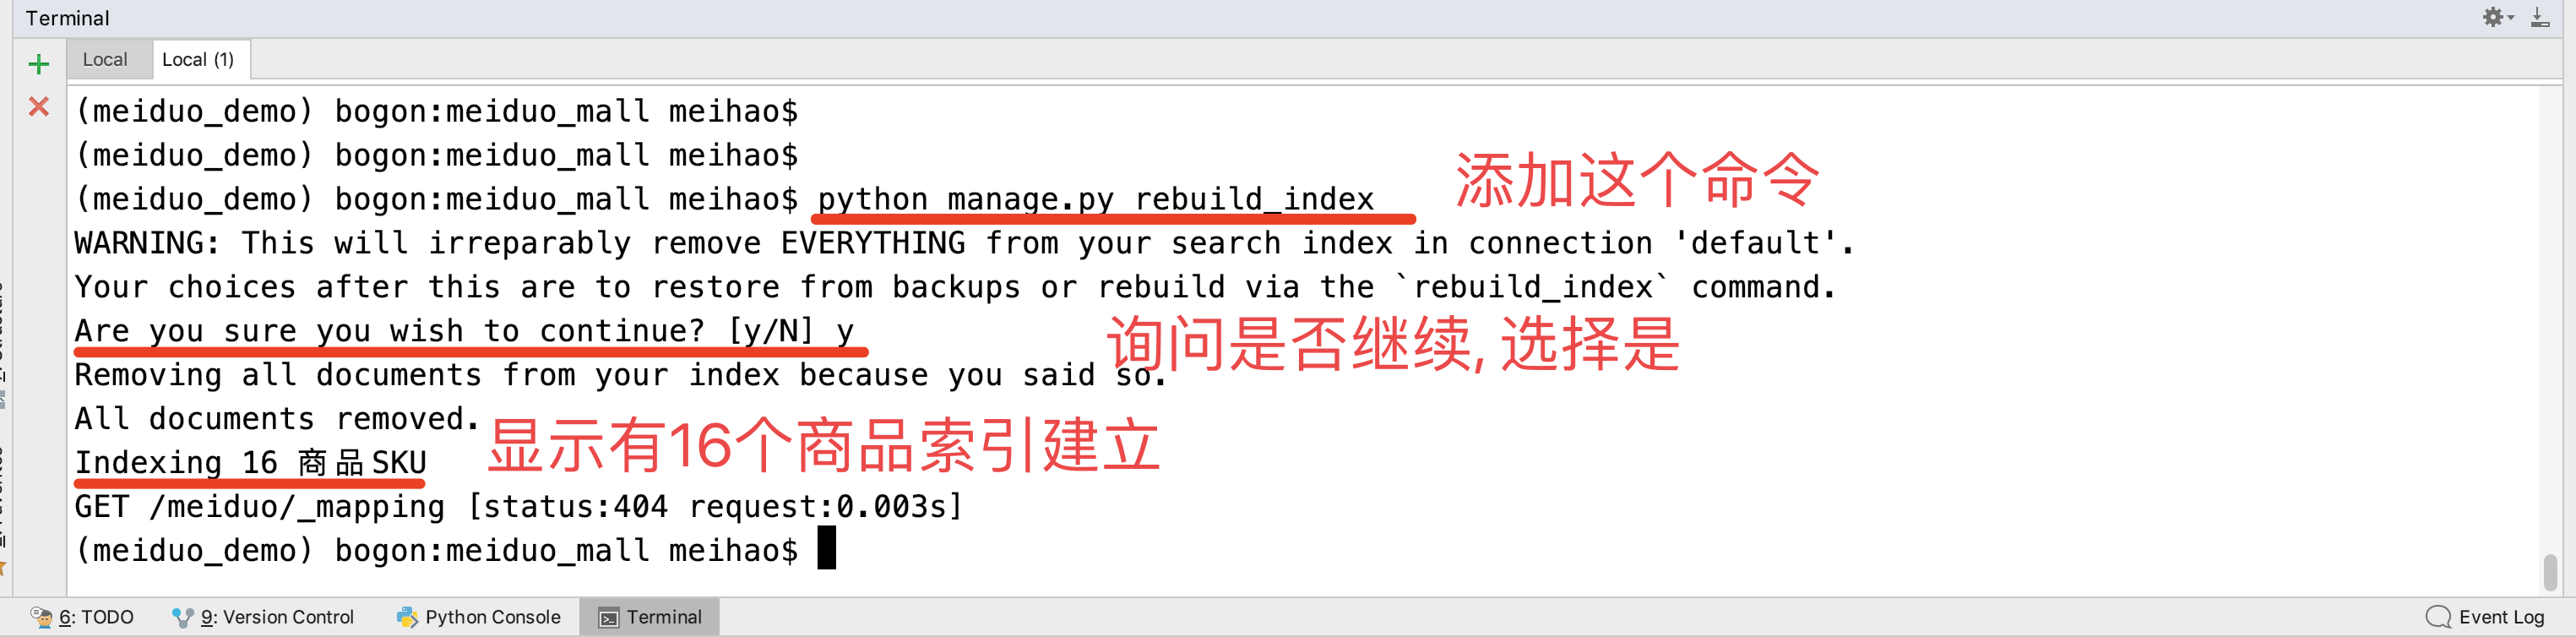 Terminal
Local
Local (1)
(meiduo_demo) bogon:meiduo_mall meihao$
(meiduo_demo) bogon:meiduo_mall meihao$
(meiduo_demo) bogon:meiduo_mall meihao$ python manage.py rebuild_index
添加这个命令
WARNING: This will irreparably remove EVERYTHING from your search index in connection 'default'.
Your choices after this are to restore from backups or rebuild via the `rebuild_index` command.
Are you sure you wish to continue? [y/N] y
询问是否继续, 选择是
Removing all documents from your index because you said so.
All documents removed.
显示有16个商品索引建立
Indexing 16 商品SKU
GET /meiduo/_mapping [status:404 request:0.003s]
(meiduo_demo) bogon:meiduo_mall meihao$
6: TODO
9: Version Control
Python Console
Terminal
Event Log